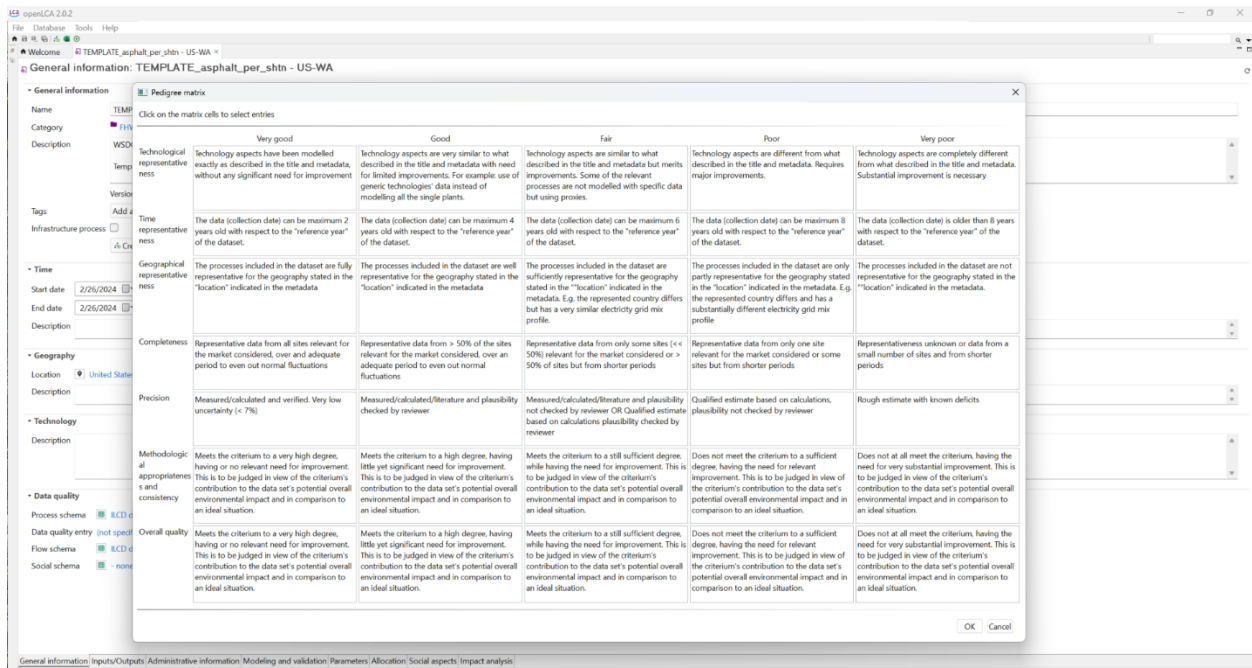 openLCA 2.0.2
File Database Tools Help
Welcome TEMPLATE_asphalt_per_shtn - US-WA
General information: TEMPLATE_asphalt_per_shtn - US-WA
General information
Name TEMP
Category FHW
Description WSD
Temp
Version
Tags Add a
Infrastructure process
Cre
Time
Start date 2/26/2024
End date 2/26/2024
Description
Geography
Location United State
Description
Technology
Description
Data quality
Process schema ILCD d
Data quality entry (not specif
Flow schema ILCD d
Social schema - none
Pedigree matrix
Click on the matrix cells to select entries
Very good Good Fair Poor Very poor
Technological
representative
ness
Technology aspects have been modelled
exactly as described in the title and metadata,
without any significant need for improvement
Technology aspects are very similar to what
described in the title and metadata with need
for limited improvements. For example: use of
generic technologies' data instead of
modelling all the single plants.
Technology aspects are similar to what
described in the title and metadata but merits
improvements. Some of the relevant
processes are not modelled with specific data
but using proxies.
Technology aspects are different from what
described in the title and metadata. Requires
major improvements.
Technology aspects are completely different
from what described in the title and metadata.
Substantial improvement is necessary
Time
representative
ness
The data (collection date) can be maximum 2
years old with respect to the "reference year"
of the dataset.
The data (collection date) can be maximum 4
years old with respect to the "reference year"
of the dataset.
The data (collection date) can be maximum 6
years old with respect to the "reference year"
of the dataset.
The data (collection date) can be maximum 8
years old with respect to the "reference year"
of the dataset.
The data (collection date) is older than 8 years
with respect to the "reference year" of the
dataset.
Geographical
representative
ness
The processes included in the dataset are fully
representative for the geography stated in the
"location" indicated in the metadata
The processes included in the dataset are well
representative for the geography stated in the
"location" indicated in the metadata
The processes included in the dataset are
sufficiently representative for the geography
stated in the ""location" indicated in the
metadata. E.g. the represented country differs
but has a very similar electricity grid mix
profile.
The processes included in the dataset are only
partly representative for the geography stated
in the "location" indicated in the metadata. E.g.
the represented country differs and has a
substantially different electricity grid mix
profile
The processes included in the dataset are not
representative for the geography stated in the
""location" indicated in the metadata.
Completeness
Representative data from all sites relevant for
the market considered, over and adequate
period to even out normal fluctuations
Representative data from > 50% of the sites
relevant for the market considered, over an
adequate period to even out normal
fluctuations
Representative data from only some sites (<<
50%) relevant for the market considered or >
50% of sites but from shorter periods
Representative data from only one site
relevant for the market considered or some
sites but from shorter periods
Representativeness unknown or data from a
small number of sites and from shorter
periods
Precision
Measured/calculated and verified. Very low
uncertainty (< 7%)
Measured/calculated/literature and plausibility
checked by reviewer
Measured/calculated/literature and plausibility
not checked by reviewer OR Qualified estimate
based on calculations plausibility checked by
reviewer
Qualified estimate based on calculations,
plausibility not checked by reviewer
Rough estimate with known deficits
Methodologic
al
appropriatenes
s and
consistency
Meets the criterium to a very high degree,
having or no relevant need for improvement.
This is to be judged in view of the criterium's
contribution to the data set's potential overall
environmental impact and in comparison to
an ideal situation.
Meets the criterium to a high degree, having
little yet significant need for improvement.
This is to be judged in view of the criterium's
contribution to the data set's potential overall
environmental impact and in comparison to
an ideal situation.
Meets the criterium to a still sufficient degree,
while having the need for improvement. This is
to be judged in view of the criterium's
contribution to the data set's potential overall
environmental impact and in comparison to
an ideal situation.
Does not meet the criterium to a sufficient
degree, having the need for relevant
improvement. This is to be judged in view of
the criterium's contribution to the data set's
potential overall environmental impact and in
comparison to an ideal situation.
Does not at all meet the criterium, having the
need for very substantial improvement. This is
to be judged in view of the criterium's
contribution to the data set's potential overall
environmental impact and in comparison to
an ideal situation.
Overall quality
Meets the criterium to a very high degree,
having or no relevant need for improvement.
This is to be judged in view of the criterium's
contribution to the data set's potential overall
environmental impact and in comparison to
an ideal situation.
Meets the criterium to a high degree, having
little yet significant need for improvement.
This is to be judged in view of the criterium's
contribution to the data set's potential overall
environmental impact and in comparison to
an ideal situation.
Meets the criterium to a still sufficient degree,
while having the need for improvement. This is
to be judged in view of the criterium's
contribution to the data set's potential overall
environmental impact and in comparison to
an ideal situation.
Does not meet the criterium to a sufficient
degree, having the need for relevant
improvement. This is to be judged in view of
the criterium's contribution to the data set's
potential overall environmental impact and in
comparison to an ideal situation.
Does not at all meet the criterium, having the
need for very substantial improvement. This is
to be judged in view of the criterium's
contribution to the data set's potential overall
environmental impact and in comparison to
an ideal situation.
OK Cancel
General information Inputs/Outputs Administrative information Modeling and validation Parameters Allocation Social aspects Impact analysis